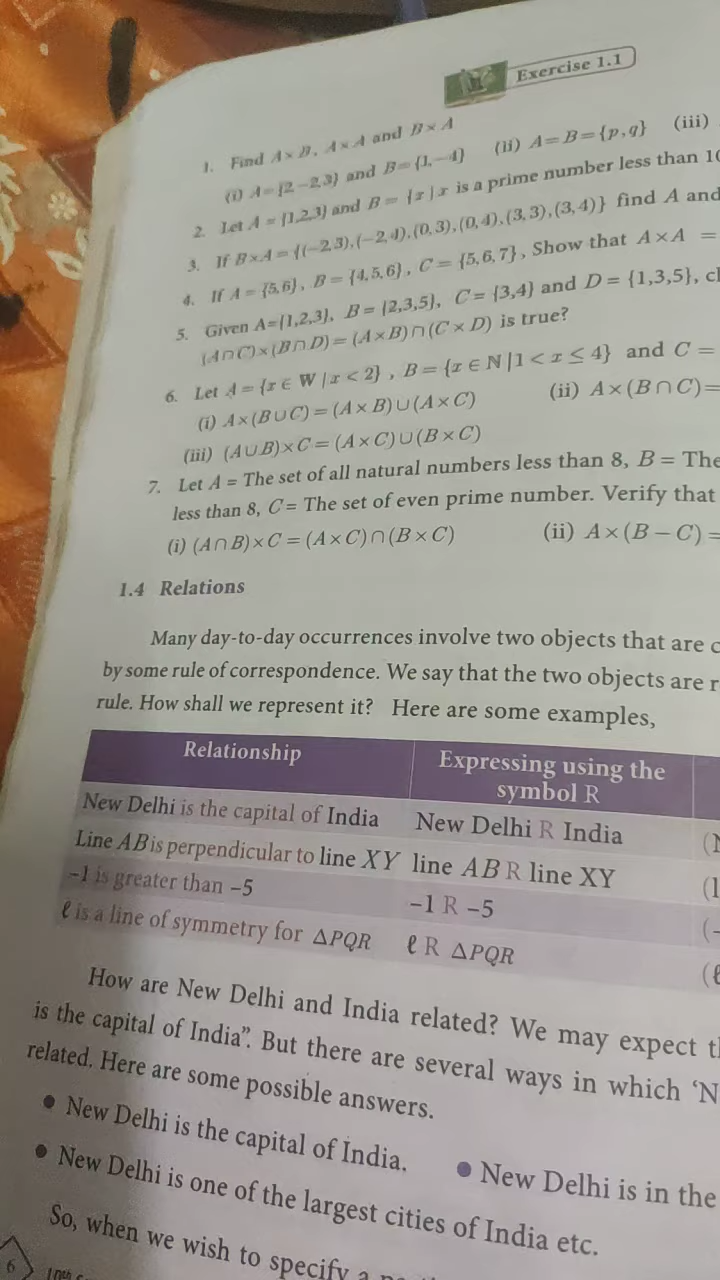 Exercise 1.1
1. Find A×B, A×A and B×A
(i) A={2,−2,3} and B={1,−4} (ii) A=B={p,q} (iii)
2. Let A={1,2,3} and B={x|x is a prime number less than 10
3. If B×A={(−2,3),(−2,4),(0,3),(0,4),(3,3),(3,4)} find A and
4. If A={5,6}, B={4,5,6}, C={5,6,7}, Show that A×A =
5. Given A={1,2,3}, B={2,3,5}, C={3,4} and D={1,3,5},
(A∩C)×(B∩D)=(A×B)∩(C×D) is true?
6. Let A={x∈W|x<2}, B={x∈N|1<x≤4} and C=
(i) A×(B∪C)=(A×B)∪(A×C) (ii) A×(B∩C)=
(iii) (A∪B)×C=(A×C)∪(B×C)
7. Let A = The set of all natural numbers less than 8, B = The
less than 8, C= The set of even prime number. Verify that
(i) (A∩B)×C=(A×C)∩(B×C) (ii) A×(B−C)=
1.4 Relations
Many day-to-day occurrences involve two objects that are
by some rule of correspondence. We say that the two objects are
rule. How shall we represent it? Here are some examples,
Relationship Expressing using the
symbol R
New Delhi is the capital of India New Delhi R India
Line AB is perpendicular to line XY line AB R line XY
−1 is greater than −5 −1 R −5
ℓ is a line of symmetry for ΔPQR ℓ R ΔPQR
How are New Delhi and India related? We may expect
is the capital of India”. But there are several ways in which ‘N
related. Here are some possible answers.
• New Delhi is the capital of India. • New Delhi is in the
• New Delhi is one of the largest cities of India etc.
So, when we wish to specify a
6 10th